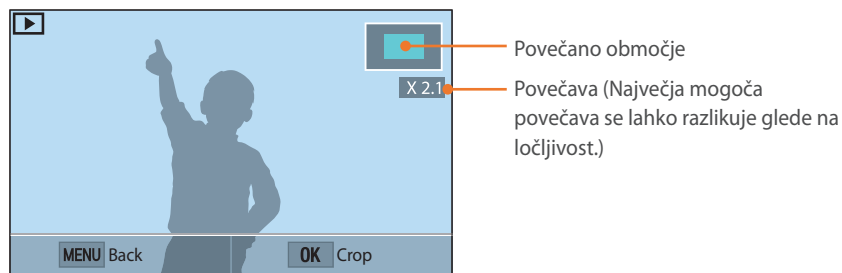 Povečano območje
X 2.1
Povečava (Največja mogoča
povečava se lahko razlikuje glede na
ločljivost.)
MENU Back
OK Crop